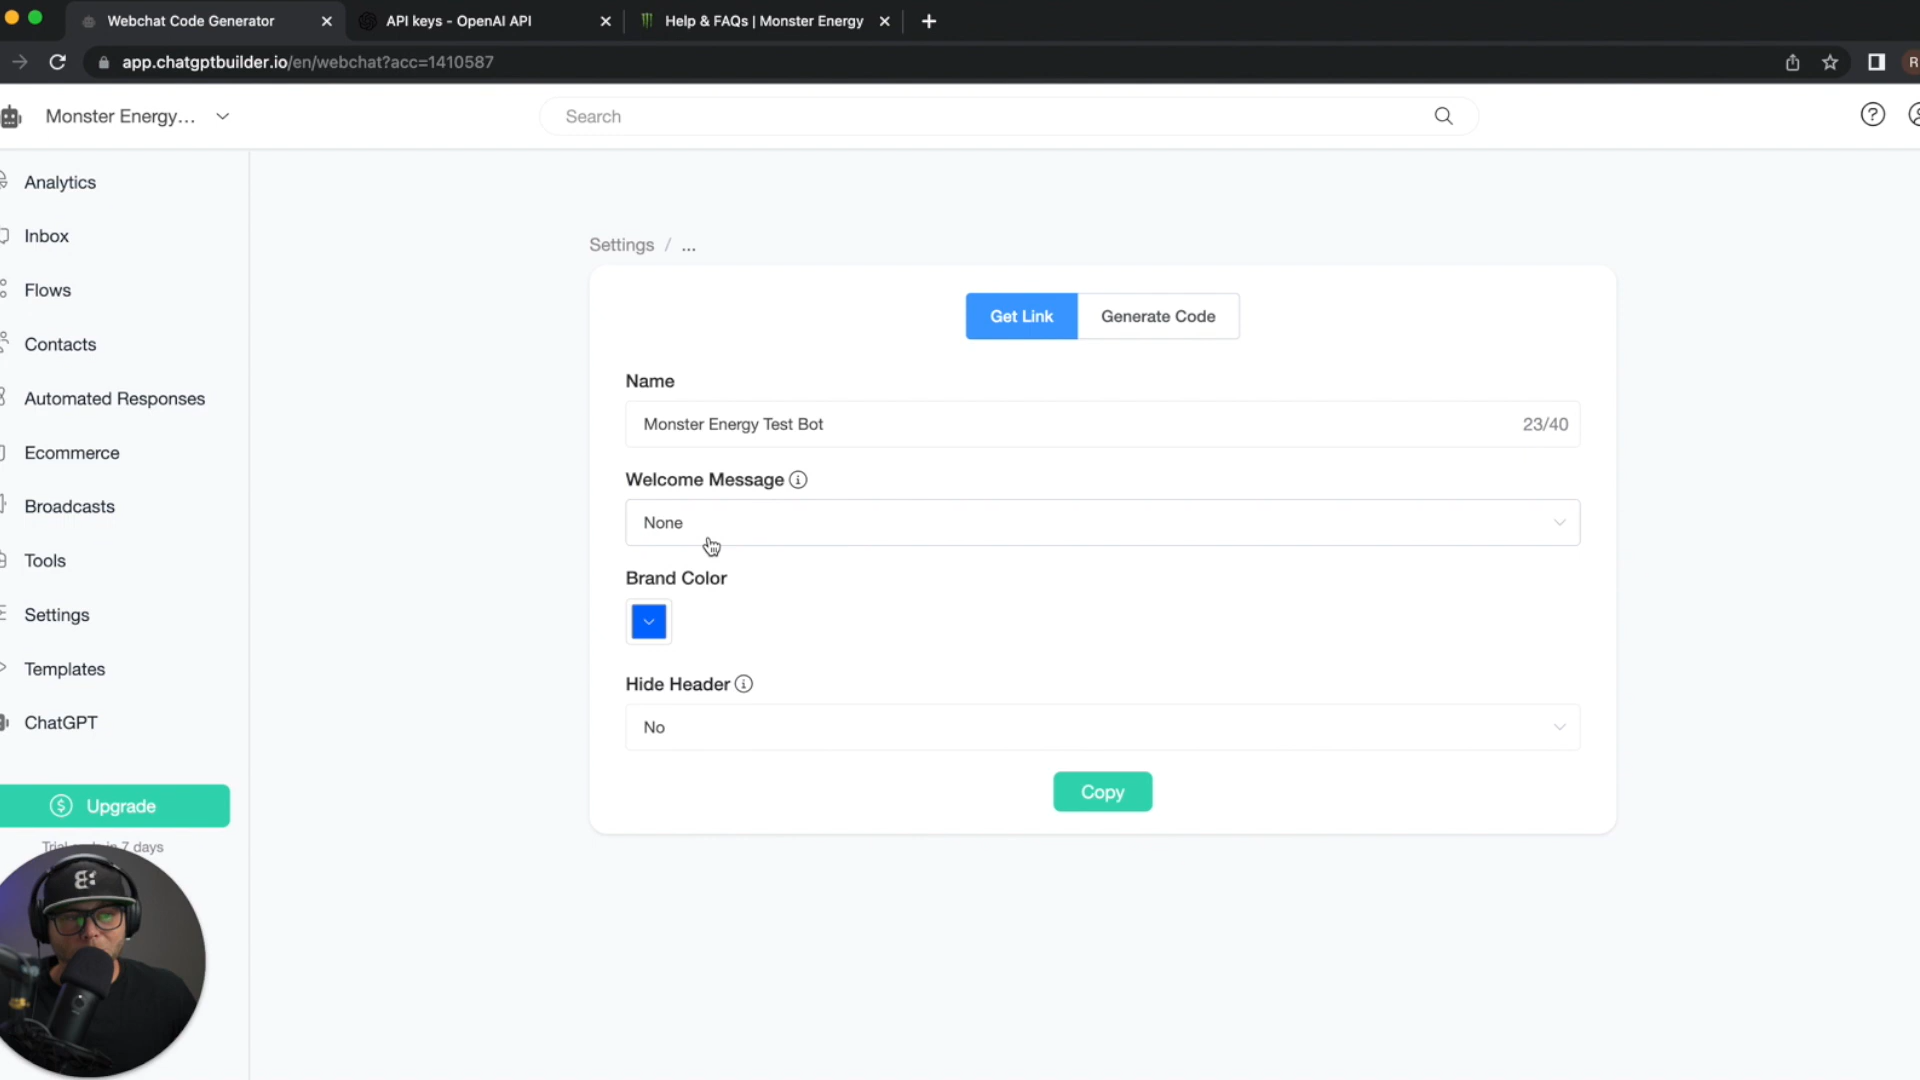 Webchat Code Generator
API keys - OpenAI API
Help & FAQs | Monster Energy
app.chatgptbuilder.io/en/webchat?acc=1410587
R
Monster Energy...
Search
Analytics
Inbox
Flows
Contacts
Automated Responses
Ecommerce
Broadcasts
Tools
Settings
Templates
ChatGPT
Upgrade
Trial ends in 7 days
Settings / ...
Get Link
Generate Code
Name
Monster Energy Test Bot
23/40
Welcome Message
None
Brand Color
Hide Header
No
Copy